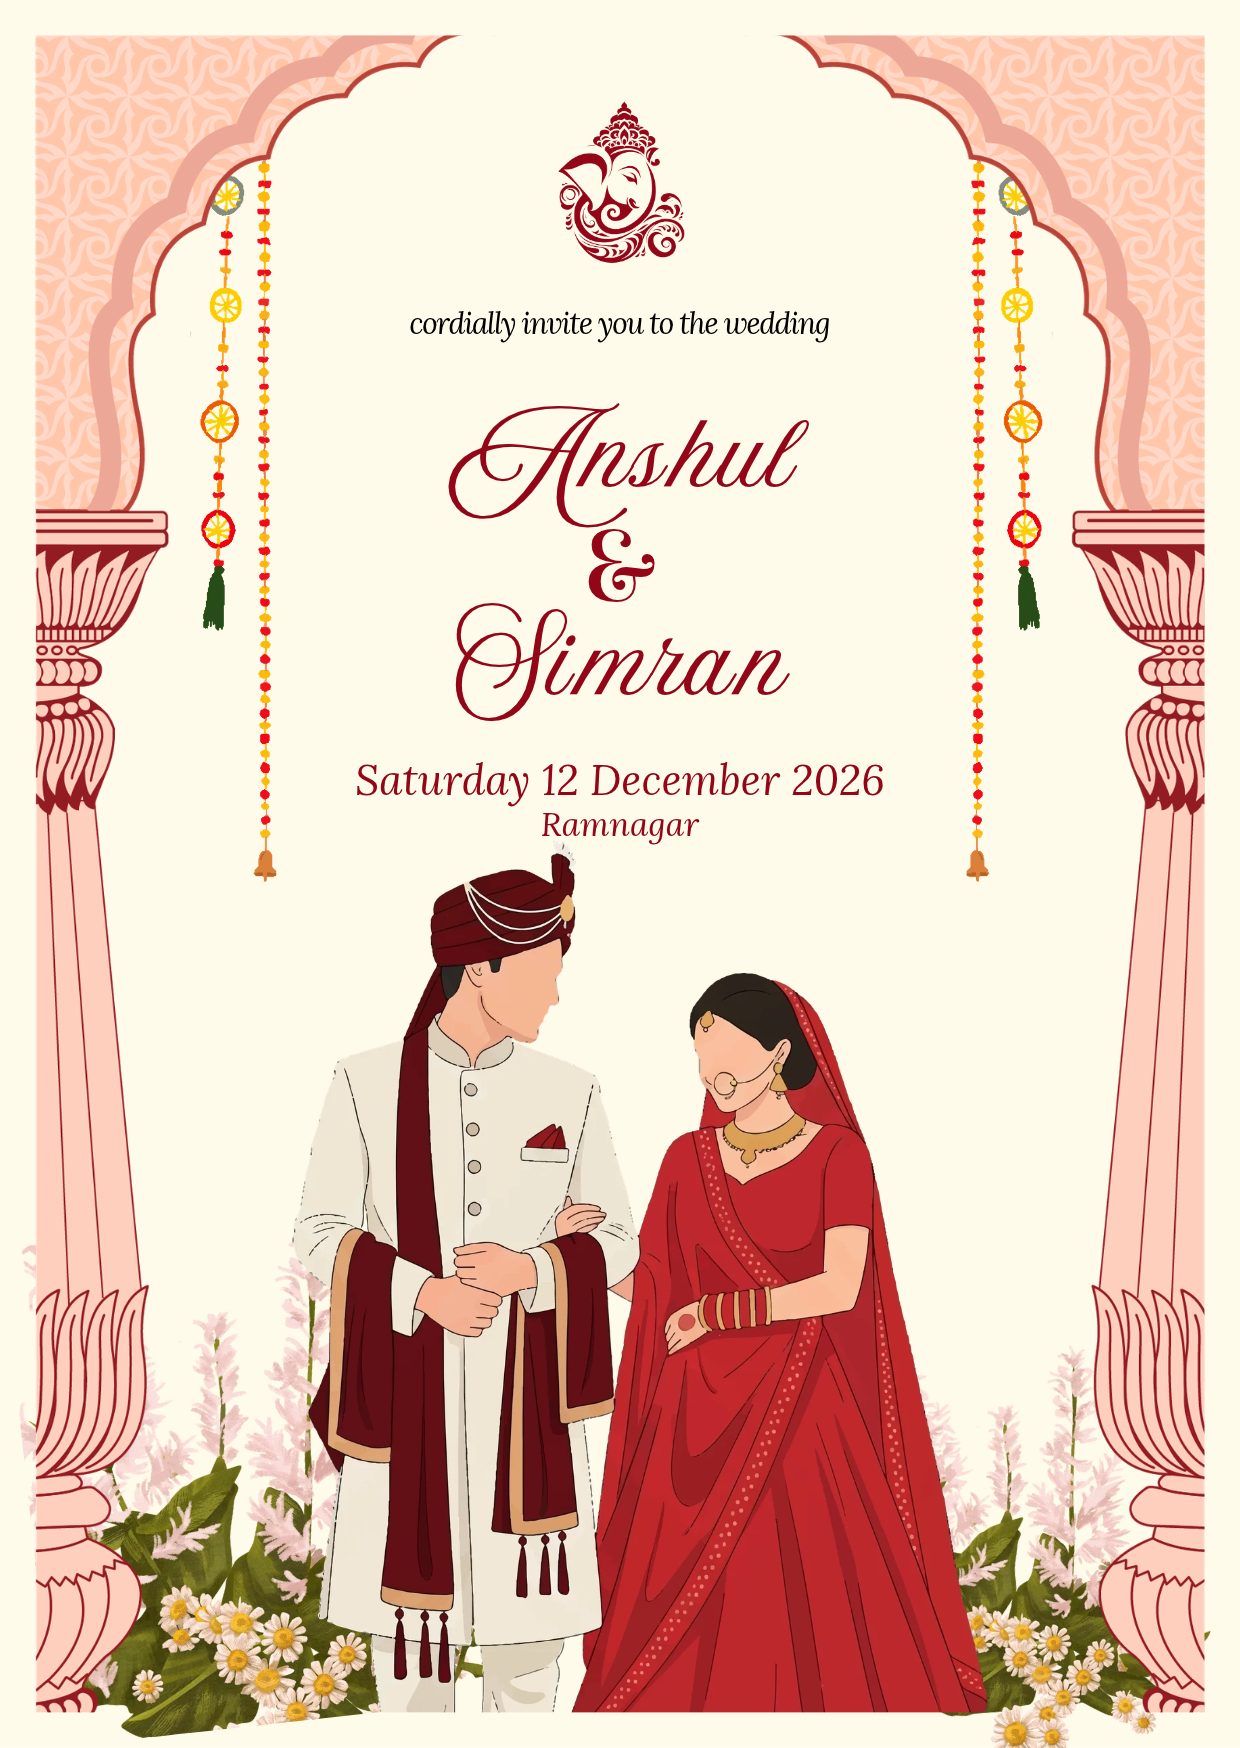 cordially invite you to the wedding
Anshul
&
Simran
Saturday 12 December 2026
Ramnagar